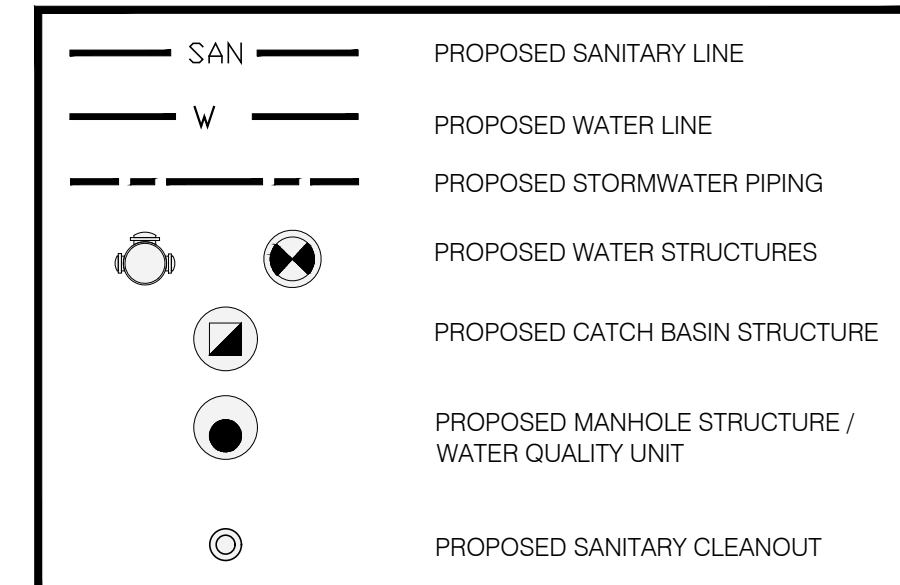 SAN PROPOSED SANITARY LINE
W PROPOSED WATER LINE
PROPOSED STORMWATER PIPING
PROPOSED WATER STRUCTURES
PROPOSED CATCH BASIN STRUCTURE
PROPOSED MANHOLE STRUCTURE /
WATER QUALITY UNIT
PROPOSED SANITARY CLEANOUT